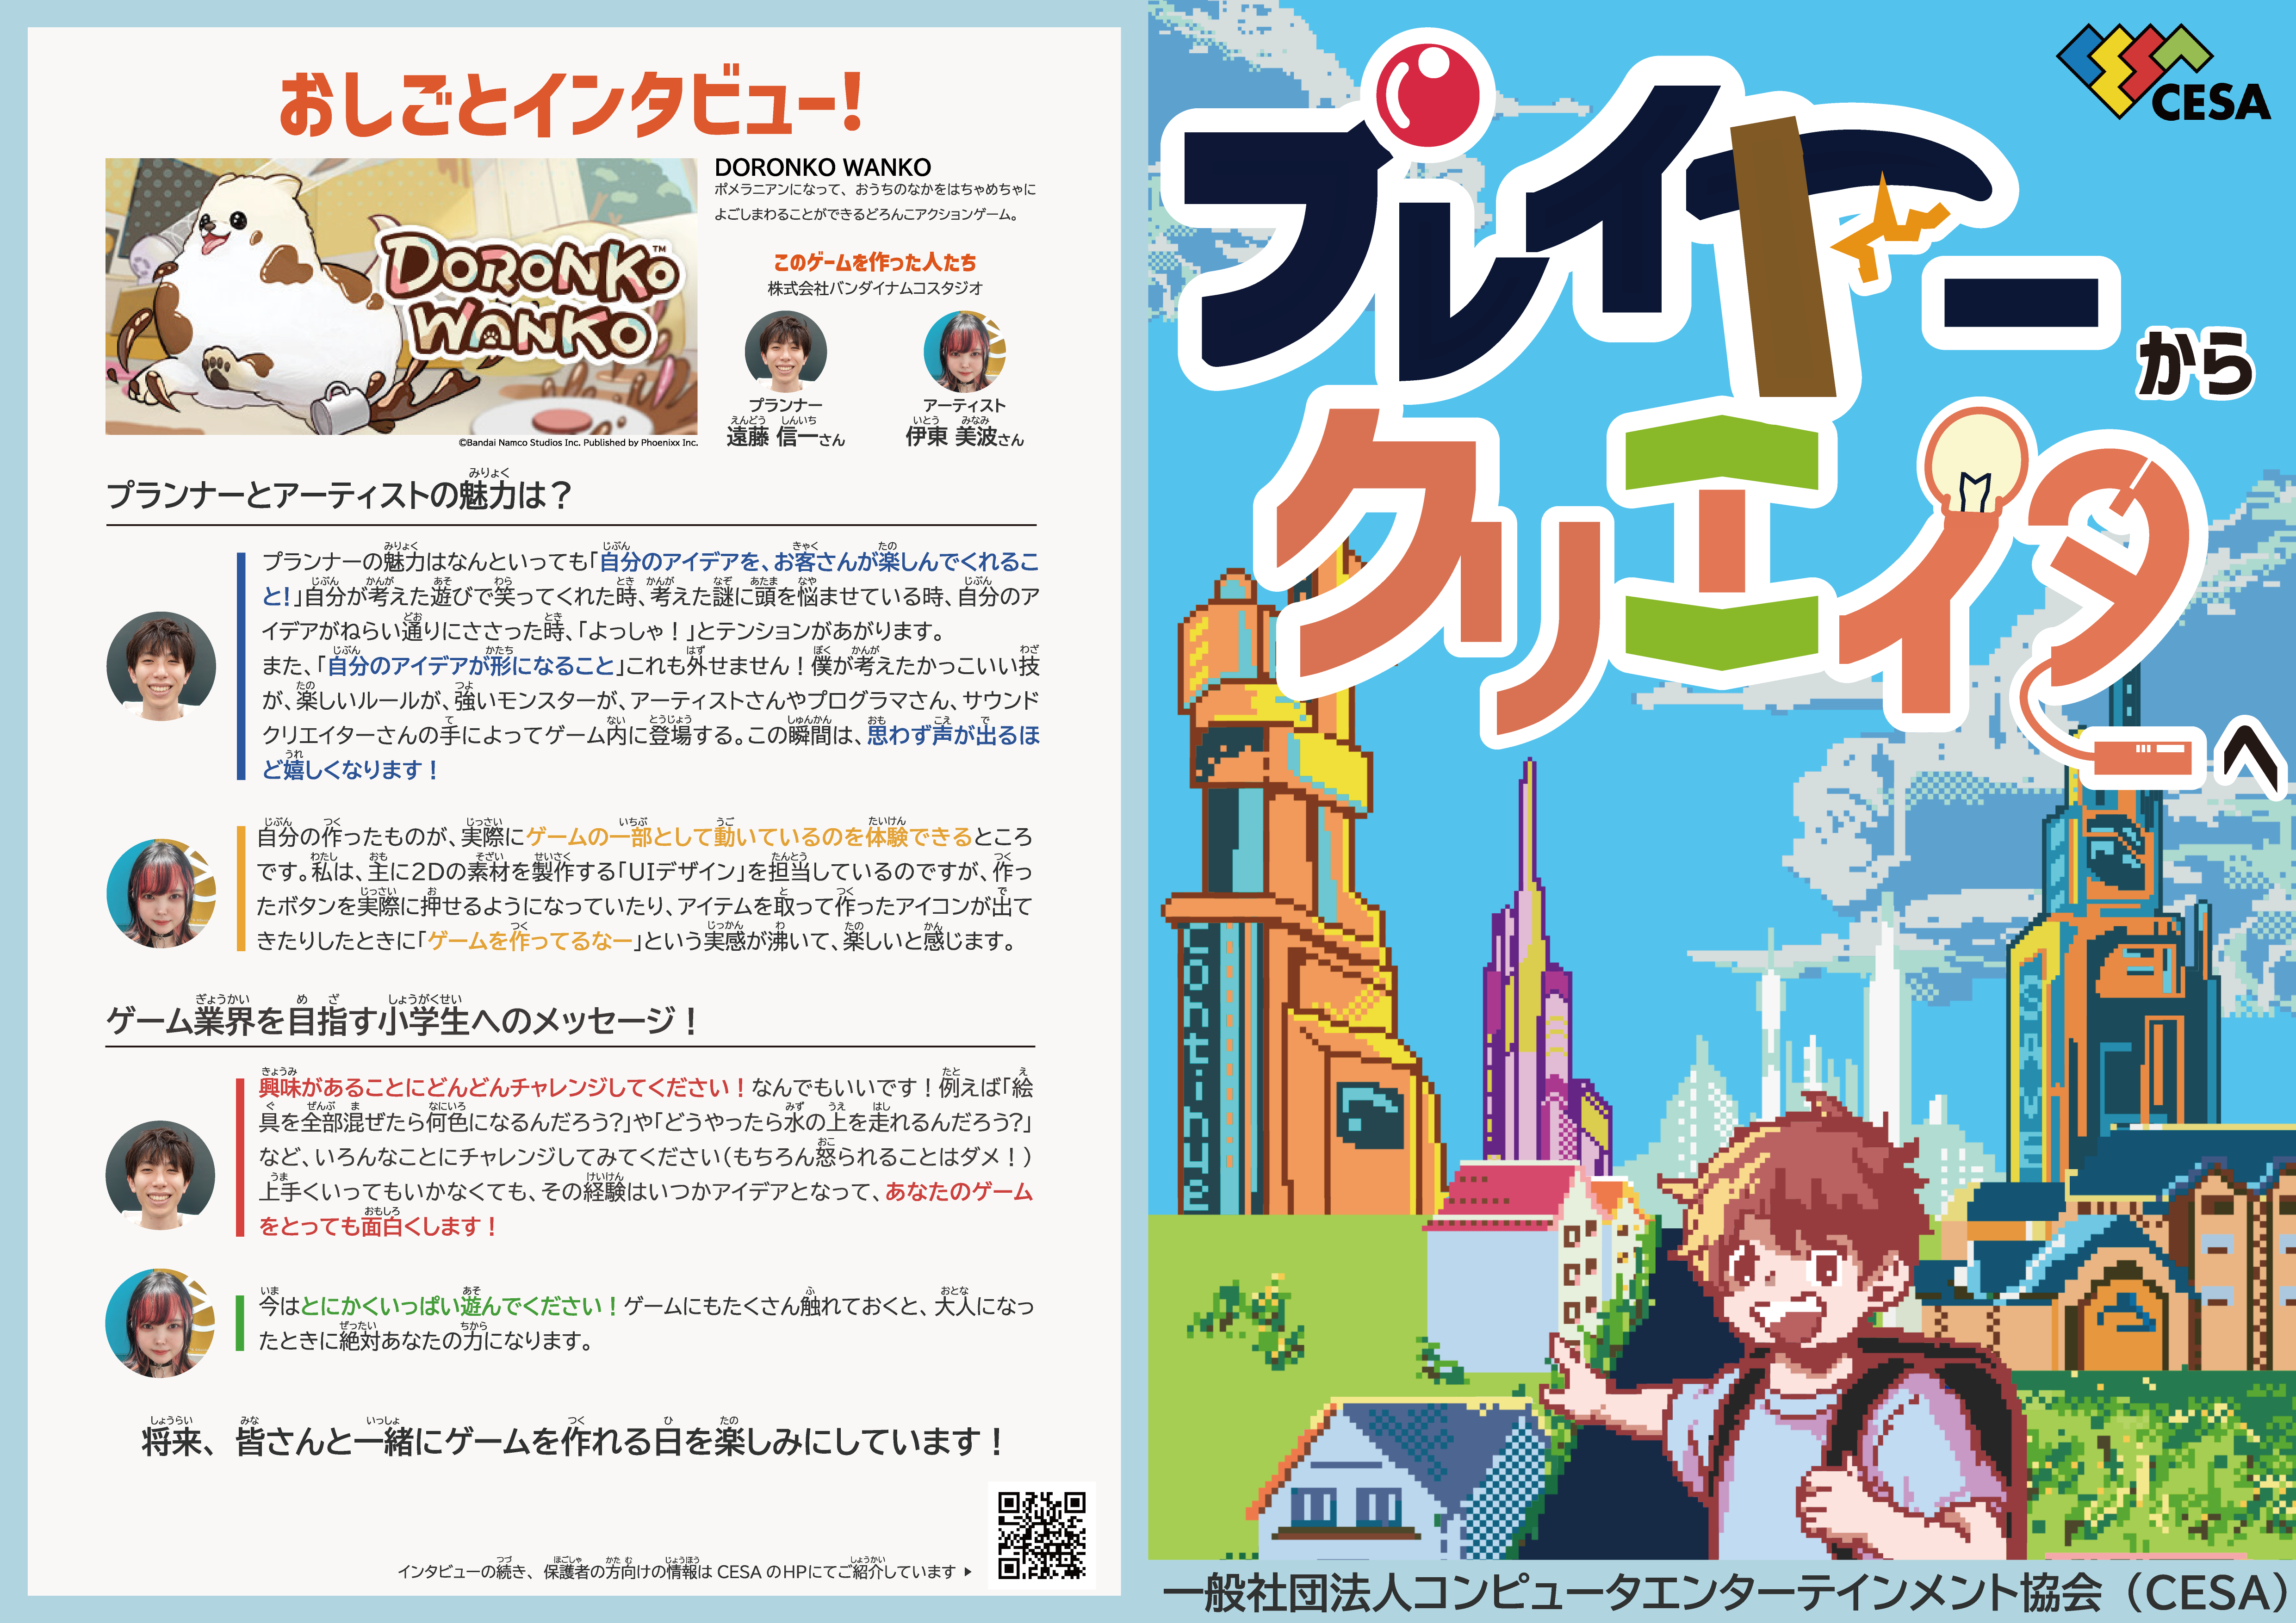 おしごとインタビュー!
DORONKO WANKO
DORONKO WANKO
ポメラニアンになって、おうちのなかをはちゃめちゃに
よごしまわることができるどろんこアクションゲーム。
このゲームを作った人たち
株式会社バンダイナムコスタジオ
プランナー
遠藤 信一さん
アーティスト
伊東 美波さん
©Bandai Namco Studios Inc. Published by Phoenixx Inc.
プランナーとアーティストの魅力は？
プランナーの魅力はなんといっても「自分のアイデアを、お客さんが楽しんでくれるこ
と！」自分が考えた遊びで笑ってくれた時、考えた謎に頭を悩ませている時、自分のア
イデアがねらい通りにささった時、「よっしゃ！」とテンションがあがります。
また、「自分のアイデアが形になること」これも外せません！僕が考えたかっこいい技
が、楽しいルールが、強いモンスターが、アーティストさんやプログラマさん、サウンド
クリエイターさんの手によってゲーム内に登場する。この瞬間は、思わず声が出るほ
ど嬉しくなります！
自分の作ったものが、実際にゲームの一部として動いているのを体験できるところ
です。私は、主に2Dの素材を製作する「UIデザイン」を担当しているのですが、作っ
たボタンを実際に押せるようになっていたり、アイテムを取って作ったアイコンが出て
きたりしたときに「ゲームを作ってるなー」という実感が沸いて、楽しいと感じます。
ゲーム業界を目指す小学生へのメッセージ！
興味があることにどんどんチャレンジしてください！なんでもいいです！例えば「絵
具を全部混ぜたら何色になるんだろう?」や「どうやったら水の上を走れるんだろう?」
など、いろんなことにチャレンジしてみてください（もちろん怒られることはダメ！）
上手くいってもいかなくても、その経験はいつかアイデアとなって、あなたのゲーム
をとっても面白くします！
今はとにかくいっぱい遊んでください！ゲームにもたくさん触れておくと、大人になっ
たときに絶対あなたの力になります。
将来、皆さんと一緒にゲームを作れる日を楽しみにしています！
インタビューの続き、保護者の方向けの情報は CESA のHPにてご紹介しています
CESA
プレイヤーから
クリエイターへ
continue
一般社団法人コンピュータエンターテインメント協会（CESA）